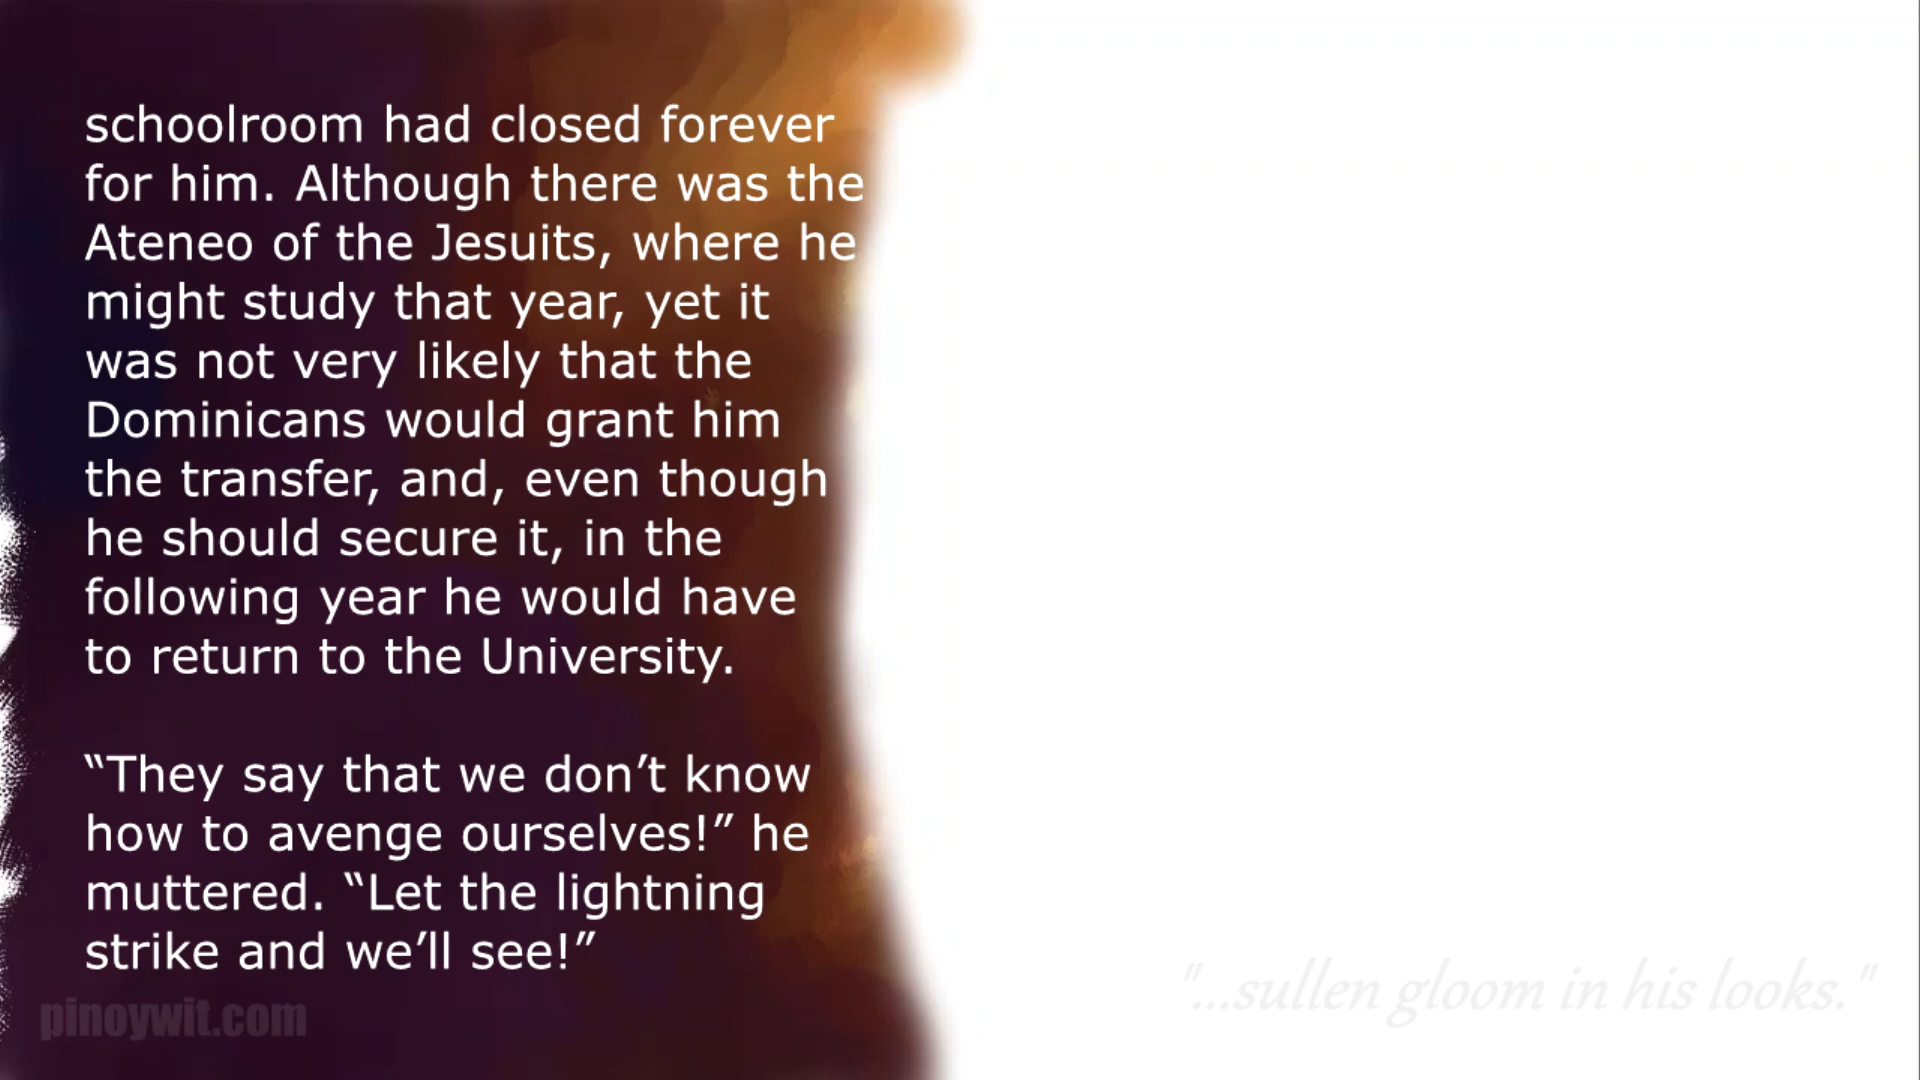 schoolroom had closed forever
for him. Although there was the
Ateneo of the Jesuits, where he
might study that year, yet it
was not very likely that the
Dominicans would grant him
the transfer, and, even though
he should secure it, in the
following year he would have
to return to the University.
“They say that we don’t know
how to avenge ourselves!” he
muttered. “Let the lightning
strike and we’ll see!”
pinoywit.com
"...sullen gloom in his looks."